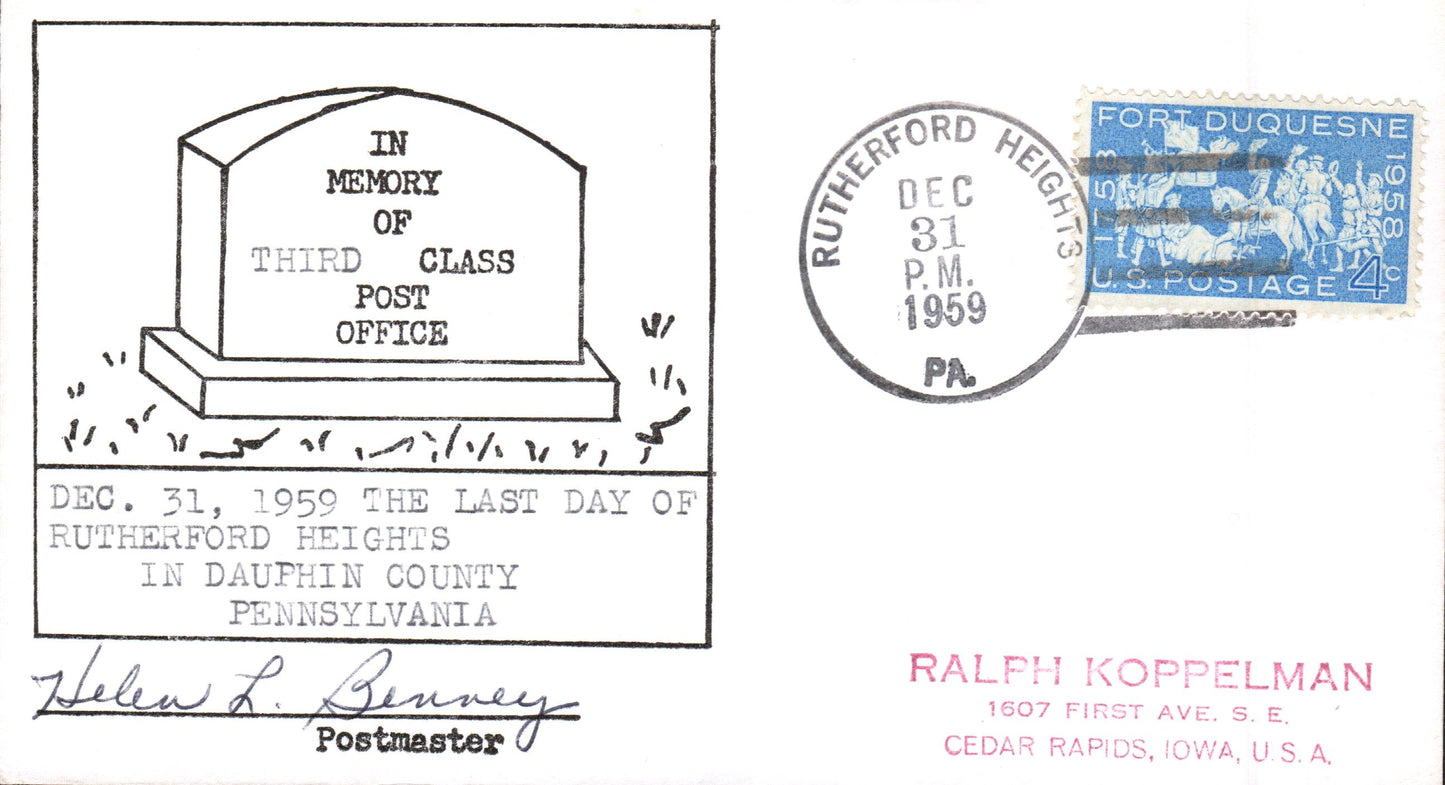 IN
MEMORY
OF
THIRD CLASS
POST
OFFICE
DEC. 31, 1959 THE LAST DAY OF
RUTHERFORD HEIGHTS
IN DAUPHIN COUNTY
PENNSYLVANIA
Helen L. Benney
Postmaster
RUTHERFORD HEIGHTS
DEC
31
P.M.
1959
PA.
FORT DUQUESNE
1758
1958
U.S. POSTAGE 4c
RALPH KOPPELMAN
1607 FIRST AVE. S. E.
CEDAR RAPIDS, IOWA, U.S.A.